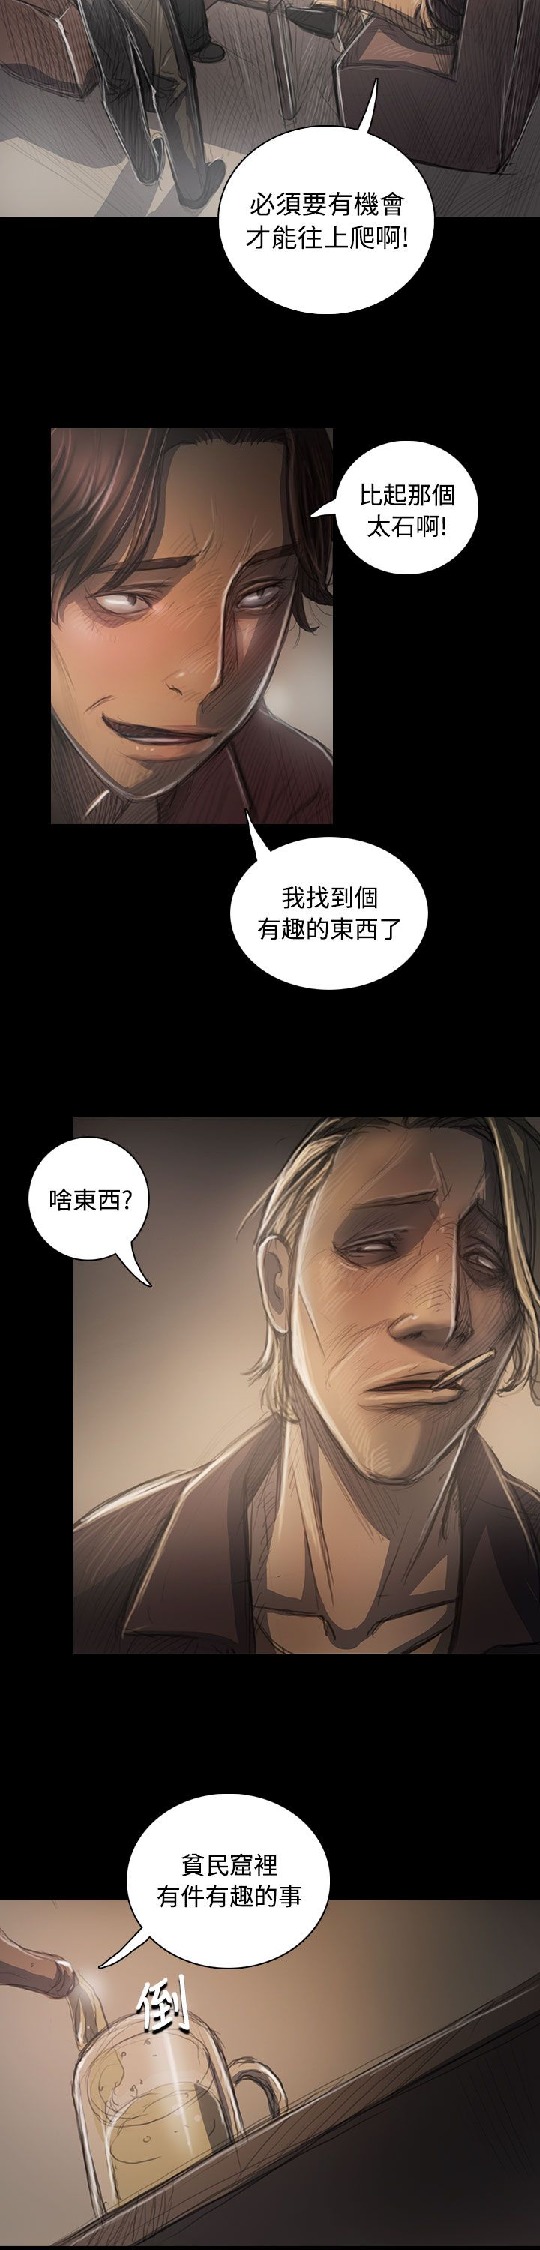 必須要有機會
才能往上爬啊!
比起那個
太石啊!
我找到個
有趣的東西了
啥東西?
貧民窟裡
有件有趣的事
倒